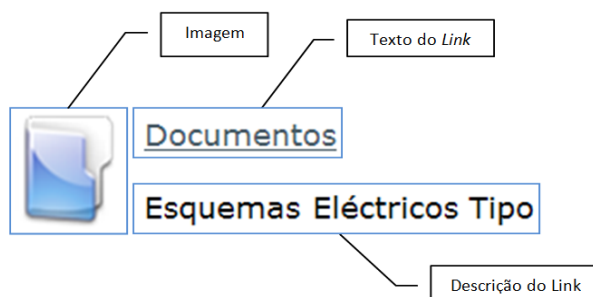 Imagem
Texto do Link
Documentos
Esquemas Eléctricos Tipo
Descrição do Link